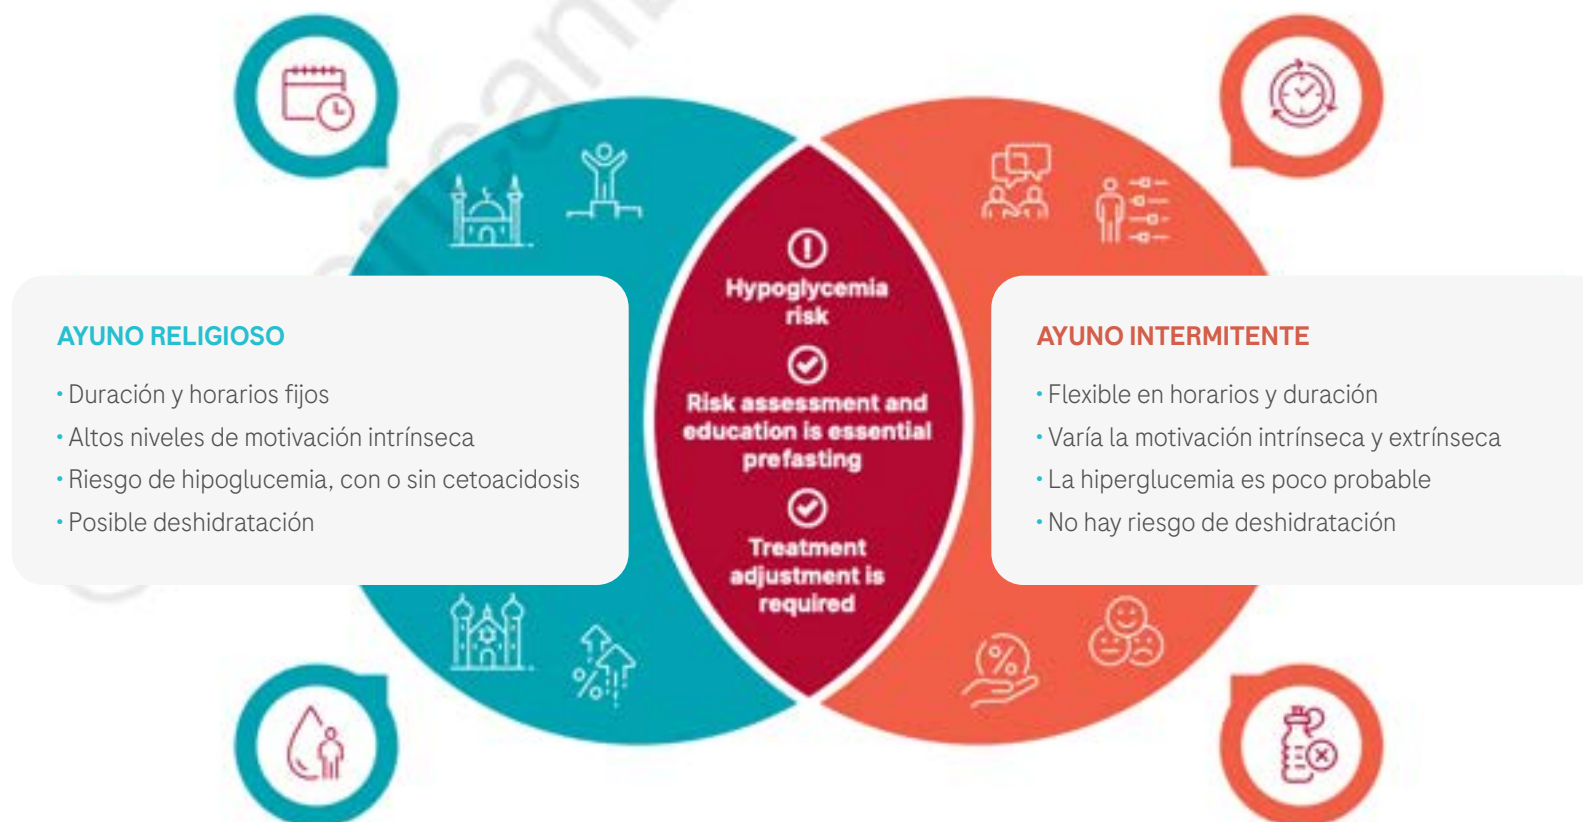 AYUNO RELIGIOSO
• Duración y horarios fijos
• Altos niveles de motivación intrínseca
• Riesgo de hipoglucemia, con o sin cetoacidosis
• Posible deshidratación
Hypoglycemia
risk
Risk assessment and
education is essential
prefasting
Treatment
adjustment is
required
AYUNO INTERMITENTE
• Flexible en horarios y duración
• Varía la motivación intrínseca y extrínseca
• La hiperglucemia es poco probable
• No hay riesgo de deshidratación